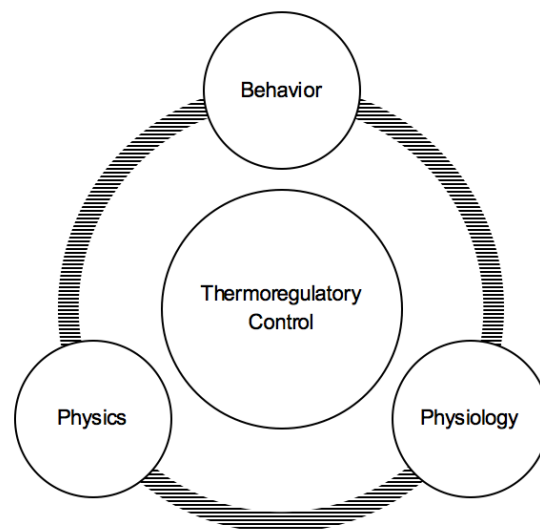 Behavior
Thermoregulatory
Control
Physics
Physiology